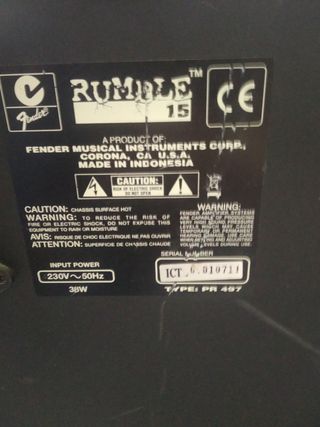 Fender
RUMBLE™
15
CE
A PRODUCT OF:
FENDER MUSICAL INSTRUMENTS CORP.
CORONA, CA U.S.A.
MADE IN INDONESIA
CAUTION:
RISK OF ELECTRIC SHOCK
DO NOT OPEN
CAUTION: CHASSIS SURFACE HOT
WARNING: TO REDUCE THE RISK OF
FIRE OR ELECTRIC SHOCK, DO NOT EXPOSE THIS
EQUIPMENT TO RAIN OR MOISTURE
AVIS: RISQUE DE CHOC ELECTRIQUE NE PAS OUVRIR
ATTENTION: SUPERFICIE DE CHASSIS CHAUDE
WARNING:
FENDER AMPLIFIER SYSTEMS
ARE CAPABLE OF PRODUCING
HIGH SOUND PRESSURE
LEVELS WHICH MAY CAUSE
TEMPORARY OR PERMANENT
HEARING DAMAGE. USE CARE
WHEN SETTING AND ADJUSTING
VOLUME LEVELS DURING USE.
INPUT POWER
230V~50Hz
38W
SERIAL NUMBER
ICT
TYPE: PR 497